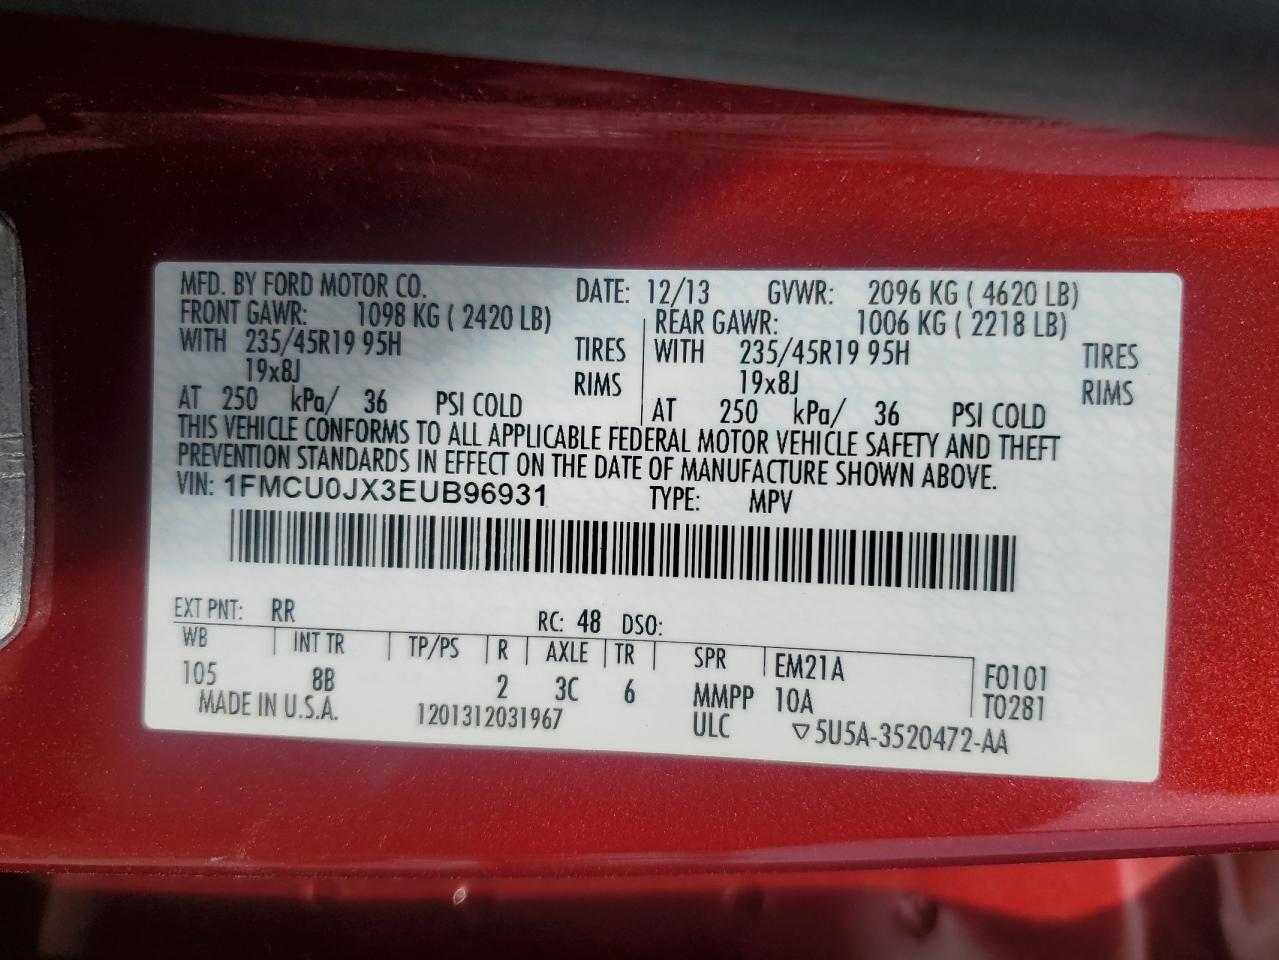 MFD. BY FORD MOTOR CO. DATE: 12/13 GVWR: 2096 KG ( 4620 LB)
FRONT GAWR: 1098 KG ( 2420 LB) REAR GAWR: 1006 KG ( 2218 LB)
WITH 235/45R19 95H TIRES WITH 235/45R19 95H TIRES
19x8J RIMS 19x8J RIMS
AT 250 kPa/ 36 PSI COLD AT 250 kPa/ 36 PSI COLD
THIS VEHICLE CONFORMS TO ALL APPLICABLE FEDERAL MOTOR VEHICLE SAFETY AND THEFT
PREVENTION STANDARDS IN EFFECT ON THE DATE OF MANUFACTURE SHOWN ABOVE.
VIN: 1FMCU0JX3EUB96931 TYPE: MPV
EXT PNT: RR RC: 48 DSO:
WB INT TR TP/PS R AXLE TR SPR EM21A F0101
105 8B 2 3C 6 MMPP 10A T0281
MADE IN U.S.A. 1201312031967 ULC ▽5U5A-3520472-AA